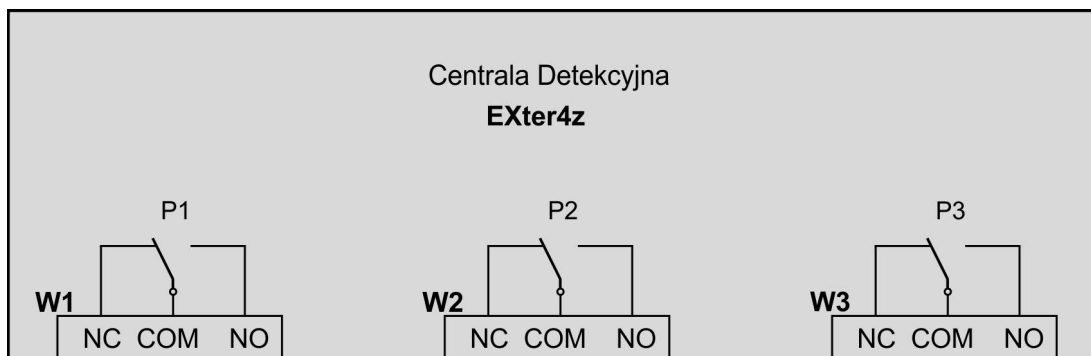 Centrala Detekcyjna
EXter4z
P1 P2 P3
W1 W2 W3
NC COM NO NC COM NO NC COM NO